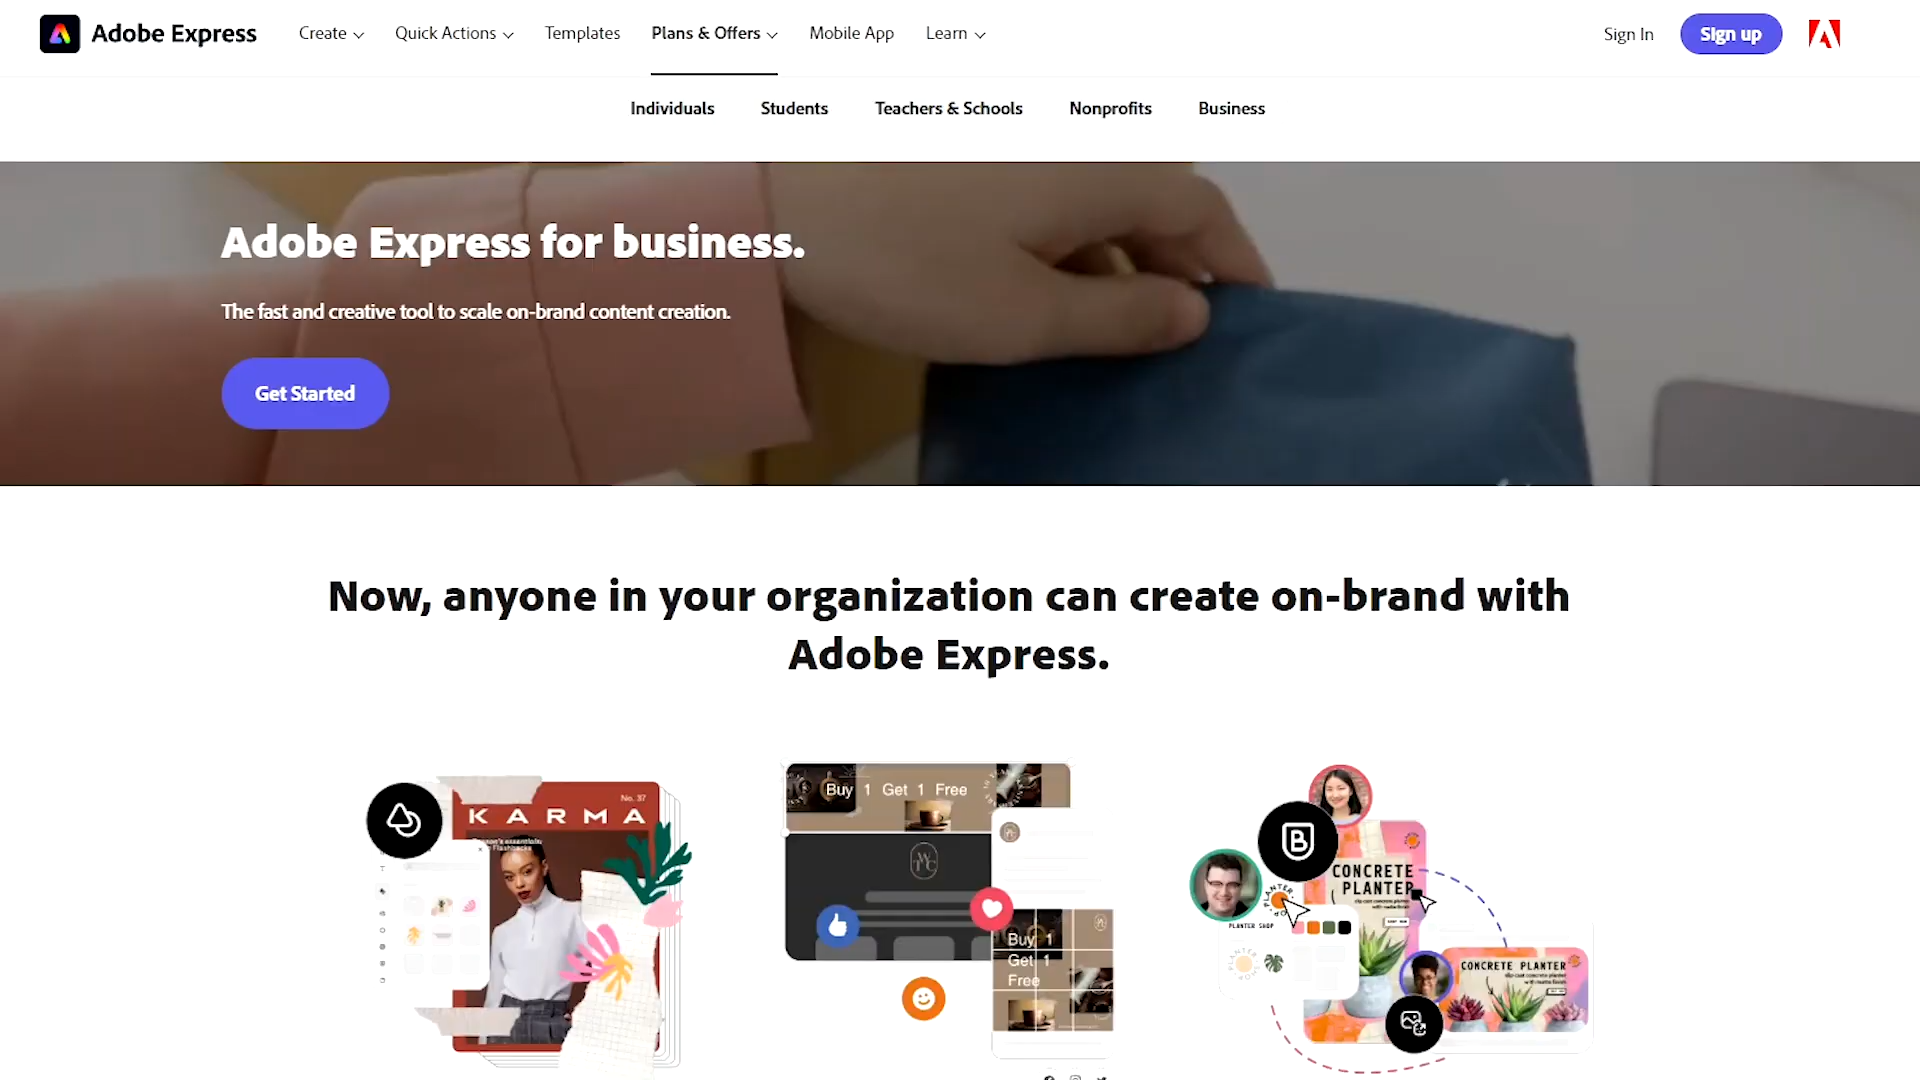 Adobe Express
Create
Quick Actions
Templates
Plans & Offers
Mobile App
Learn
Sign In
Sign up
Individuals
Students
Teachers & Schools
Nonprofits
Business
Adobe Express for business.
The fast and creative tool to scale on-brand content creation.
Get Started
Now, anyone in your organization can create on-brand with
Adobe Express.
No. 37
KARMA
Buy 1 Get 1 Free
Buy 1
Get 1
Free
B
CONCRETE
PLANTER
PLANTER SHOP
CONCRETE PLANTER